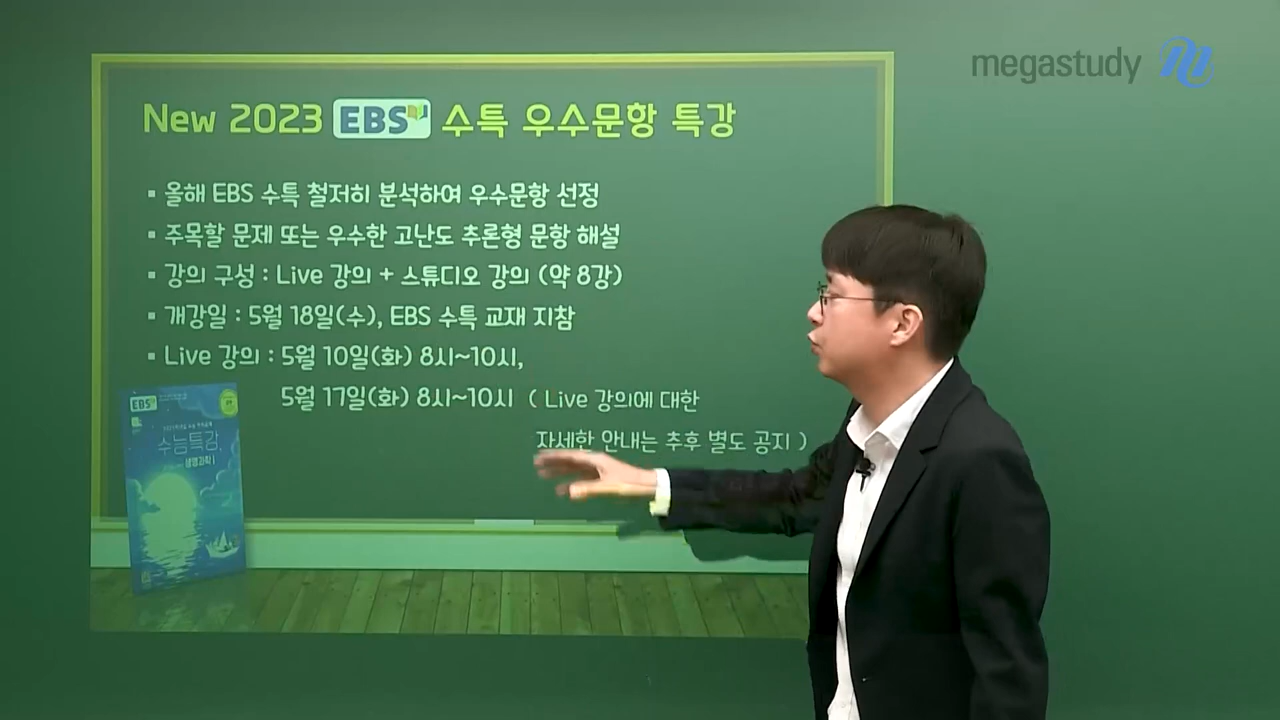 megastudy
New 2023 EBS 수특 우수문항 특강
▪ 올해 EBS 수특 철저히 분석하여 우수문항 선정
▪ 주목할 문제 또는 우수한 고난도 추론형 문항 해설
▪ 강의 구성 : Live 강의 + 스튜디오 강의 (약 8강)
▪ 개강일 : 5월 18일(수), EBS 수특 교재 지참
▪ Live 강의 : 5월 10일(화) 8시~10시,
5월 17일(화) 8시~10시 ( Live 강의에 대한
자세한 안내는 추후 별도 공지 )
EBS
수능특강
생명과학 I